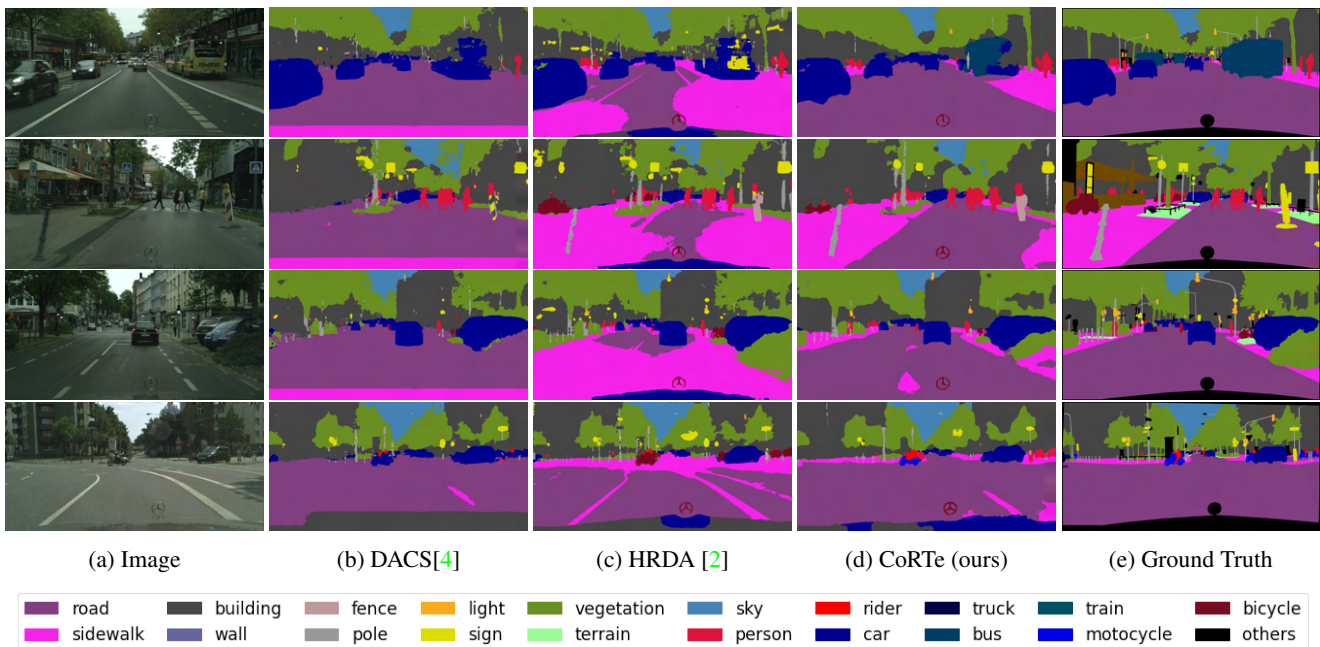 (a) Image (b) DACS[4] (c) HRDA [2] (d) CoRTe (ours) (e) Ground Truth
road building fence light vegetation sky rider truck train bicycle
sidewalk wall pole sign terrain person car bus motocycle others